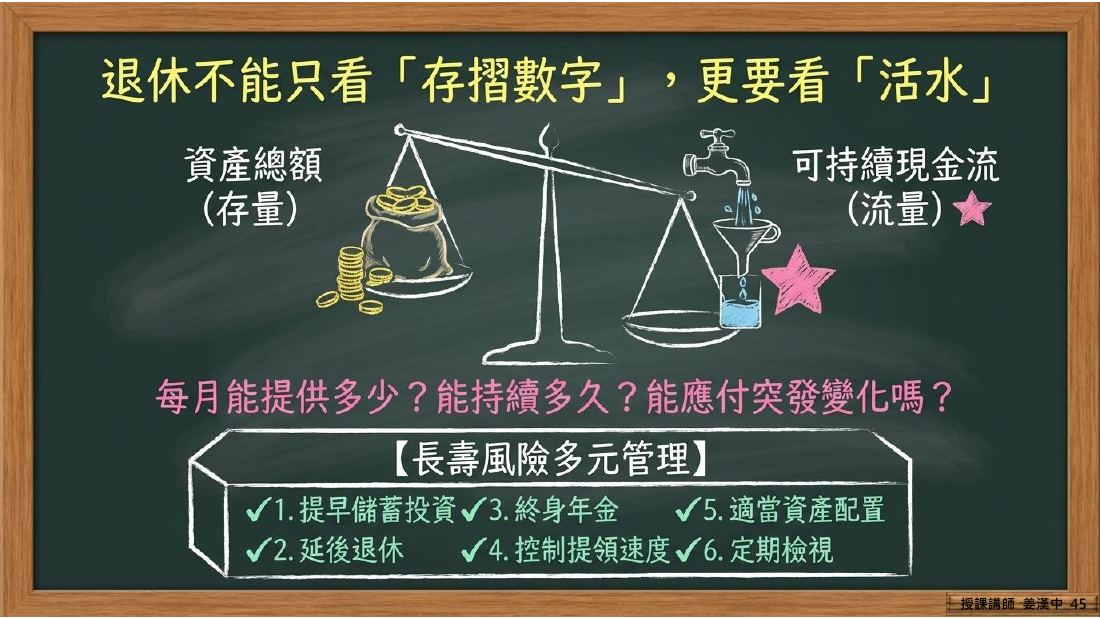 退休不能只看「存摺數字」，更要看「活水」
資產總額
(存量)
可持續現金流
(流量)
每月能提供多少？能持續多久？能應付突發變化嗎？
【長壽風險多元管理】
✓1. 提早儲蓄投資 ✓3. 終身年金 ✓5. 適當資產配置
✓2. 延後退休 ✓4. 控制提領速度 ✓6. 定期檢視
授課講師 姜漢中 45